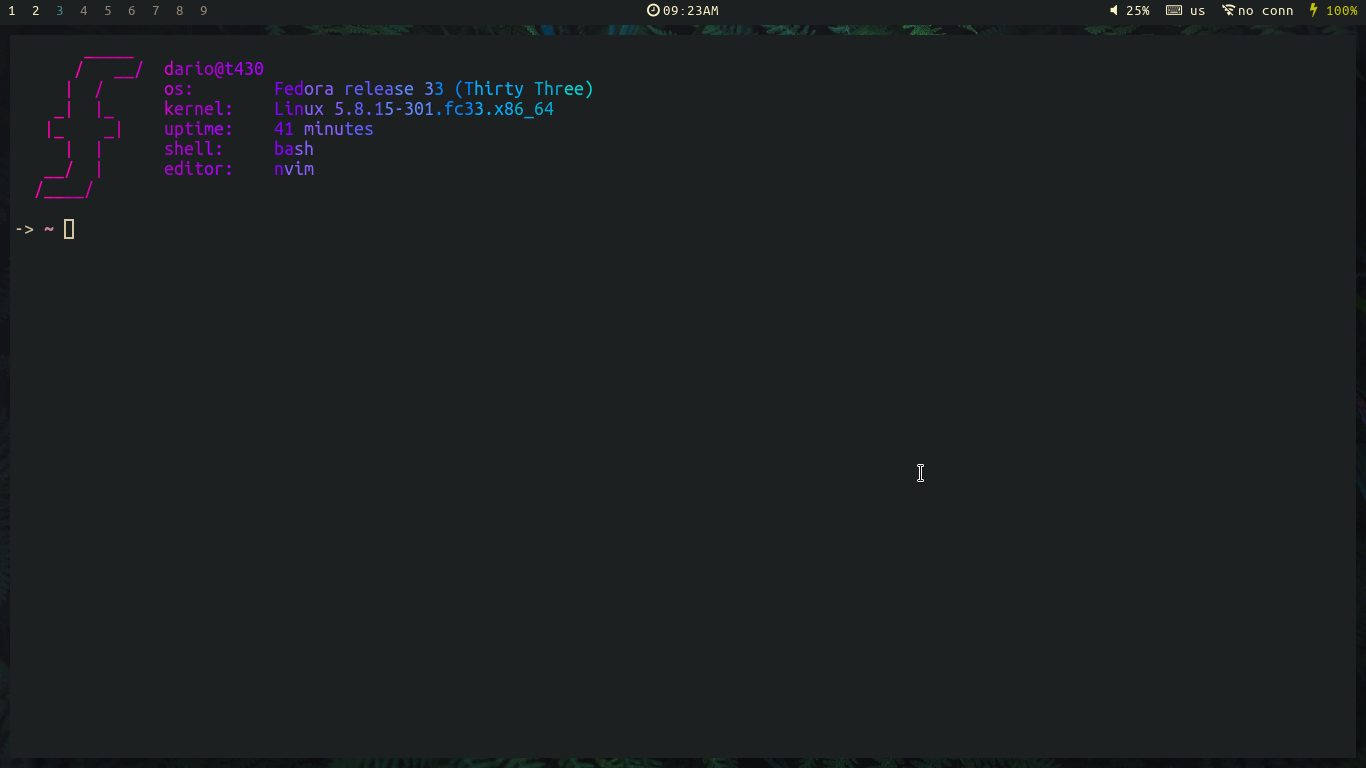 1 2 3 4 5 6 7 8 9 09:23AM 25% us no conn 100%
dario@t430
os: Fedora release 33 (Thirty Three)
kernel: Linux 5.8.15-301.fc33.x86_64
uptime: 41 minutes
shell: bash
editor: nvim
-> ~